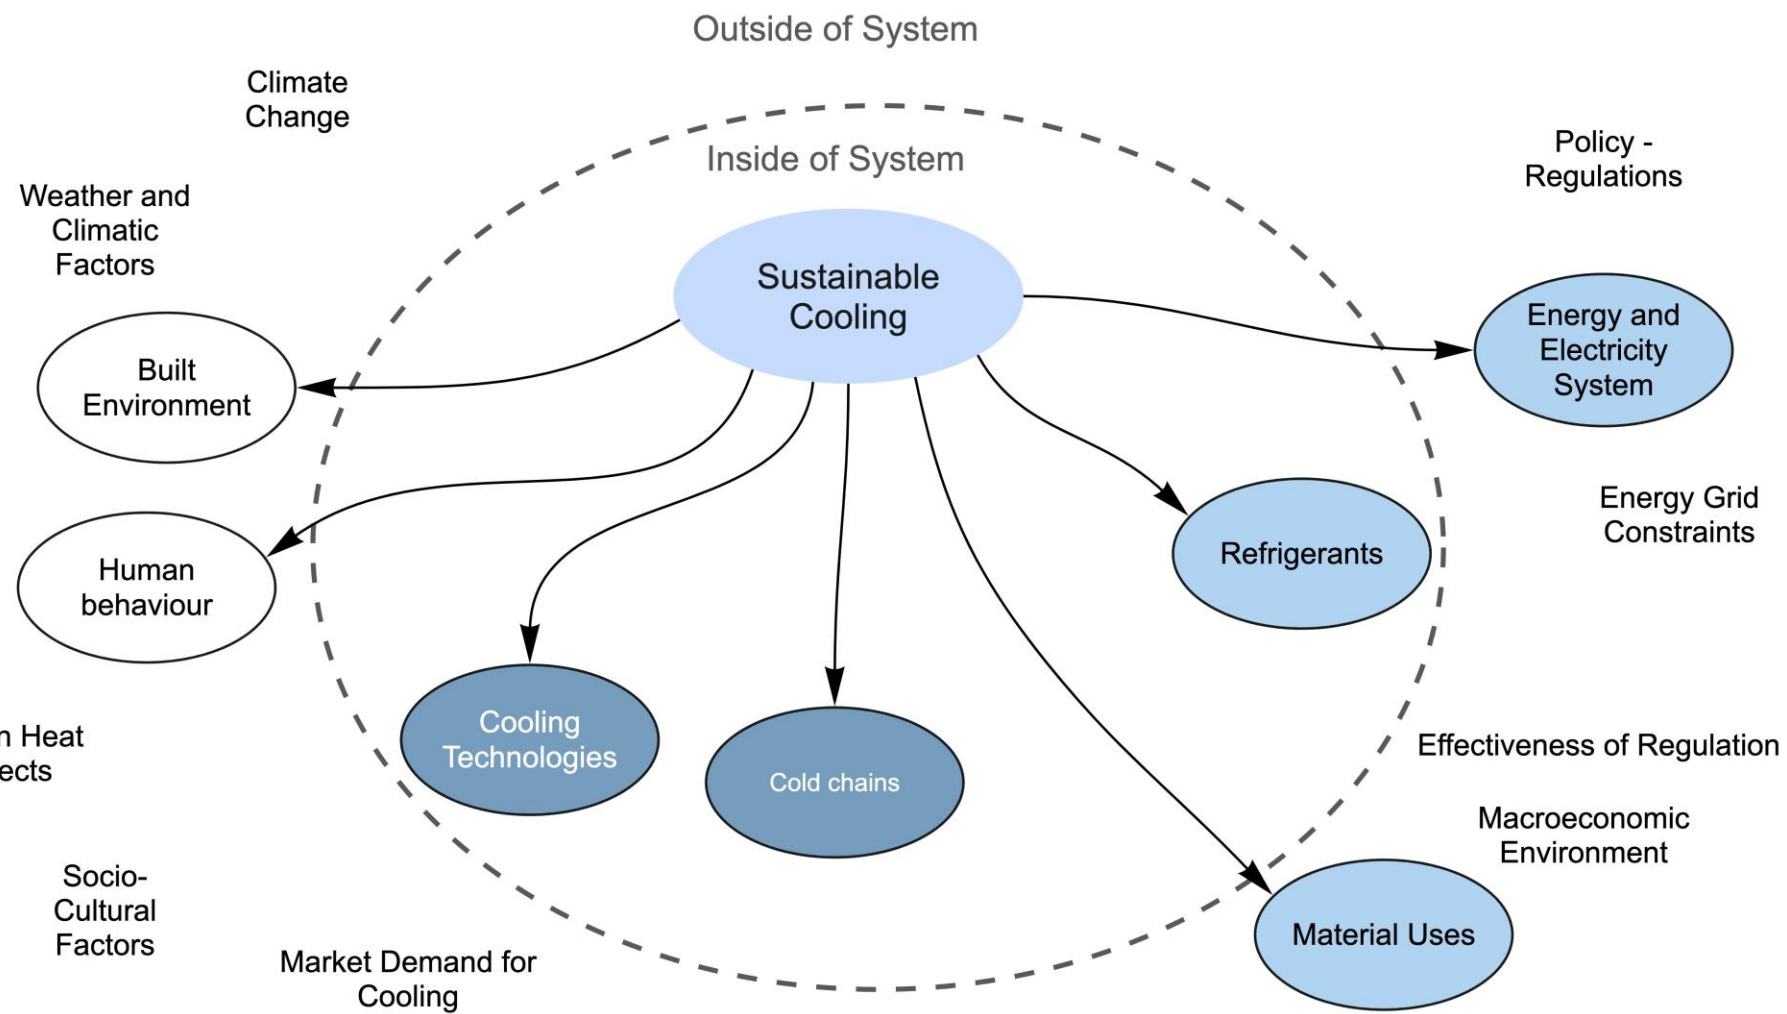 Outside of System
Climate
Change
Inside of System
Policy -
Regulations
Weather and
Climatic
Factors
Sustainable
Cooling
Energy and
Electricity
System
Built
Environment
Energy Grid
Constraints
Refrigerants
Human
behaviour
Cooling
Technologies
Cold chains
Heat
Effectiveness of Regulation
Macroeconomic
Environment
Socio-
Cultural
Factors
Material Uses
Market Demand for
Cooling